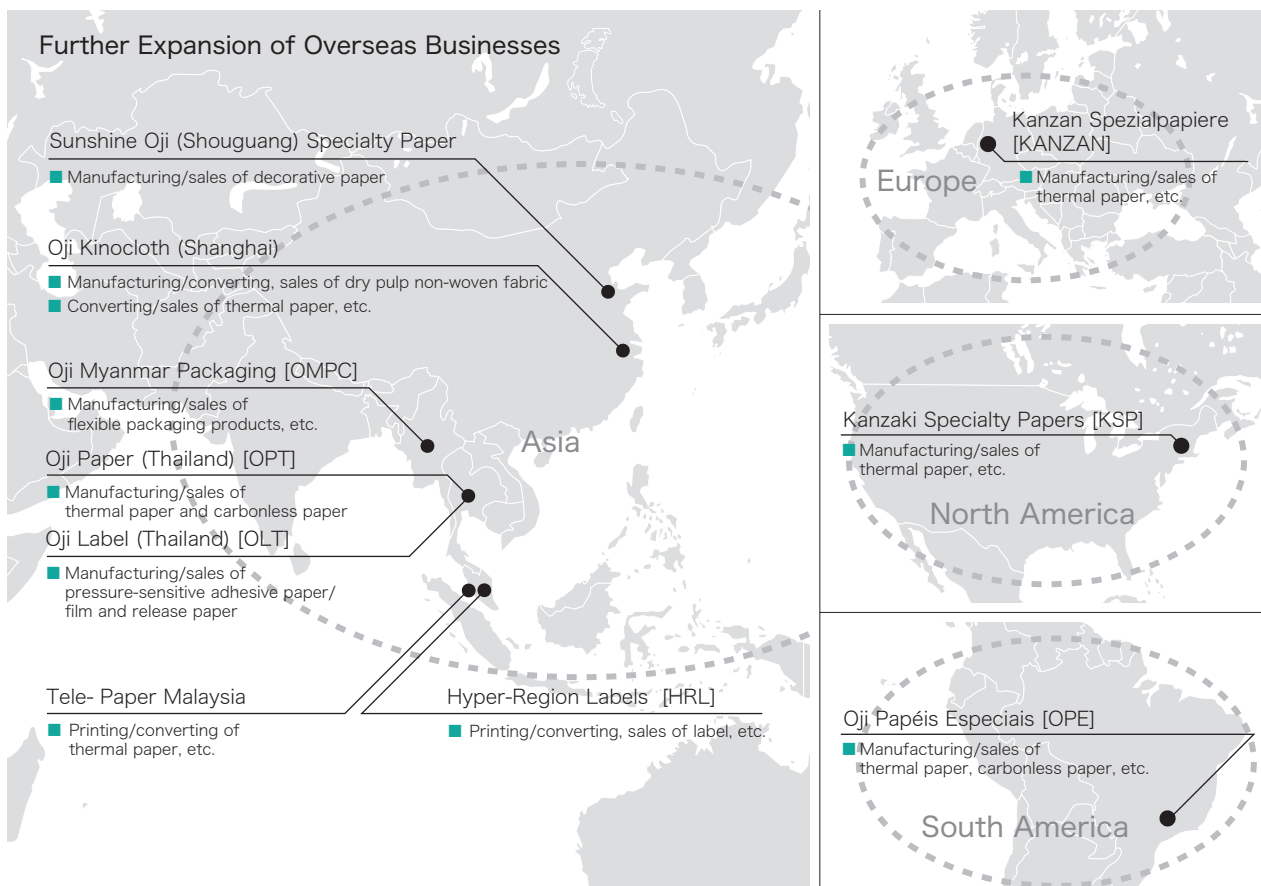 Further Expansion of Overseas Businesses
Sunshine Oji (Shouguang) Specialty Paper
Manufacturing/sales of decorative paper
Oji Kinocloth (Shanghai)
Manufacturing/converting, sales of dry pulp non-woven fabric
Converting/sales of thermal paper, etc.
Oji Myanmar Packaging [OMPC]
Manufacturing/sales of
flexible packaging products, etc.
Asia
Oji Paper (Thailand) [OPT]
Manufacturing/sales of
thermal paper and carbonless paper
Oji Label (Thailand) [OLT]
Manufacturing/sales of
pressure-sensitive adhesive paper/
film and release paper
Tele- Paper Malaysia
Printing/converting of
thermal paper, etc.
Hyper-Region Labels [HRL]
Printing/converting, sales of label, etc.
Kanzan Spezialpapiere
[KANZAN]
Europe
Manufacturing/sales of
thermal paper, etc.
Kanzaki Specialty Papers [KSP]
Manufacturing/sales of
thermal paper, etc.
North America
Oji Papéis Especiais [OPE]
Manufacturing/sales of
thermal paper, carbonless paper, etc.
South America